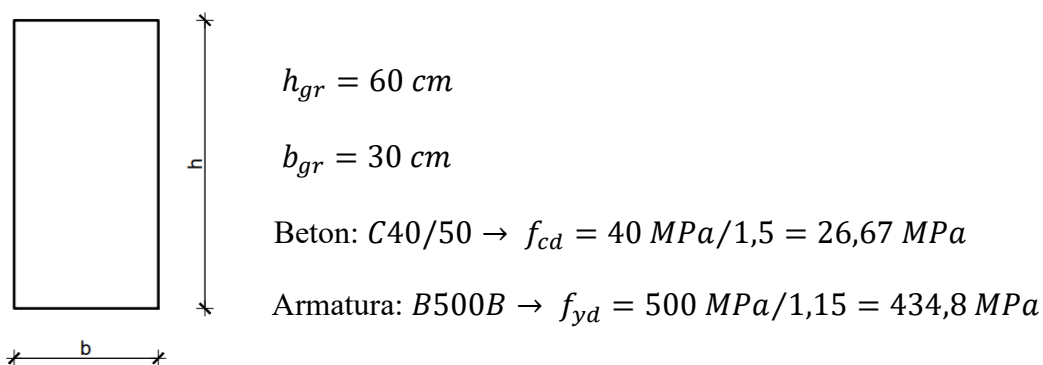 h
b
h_gr = 60 cm
b_gr = 30 cm
Beton: C40/50 → f_cd = 40 MPa/1,5 = 26,67 MPa
Armatura: B500B → f_yd = 500 MPa/1,15 = 434,8 MPa